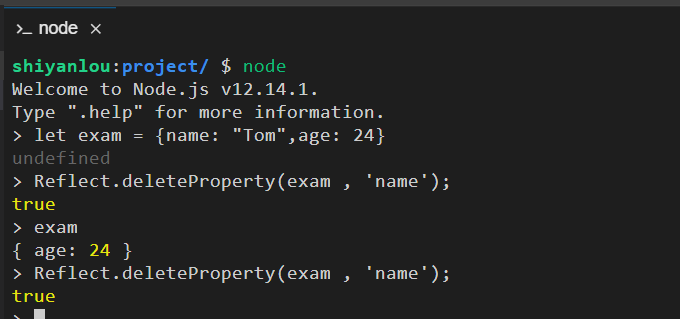 >_ node ×
shiyanlou:project/ $ node
Welcome to Node.js v12.14.1.
Type ".help" for more information.
> let exam = {name: "Tom",age: 24}
undefined
> Reflect.deleteProperty(exam , 'name');
true
> exam
{ age: 24 }
> Reflect.deleteProperty(exam , 'name');
true
>